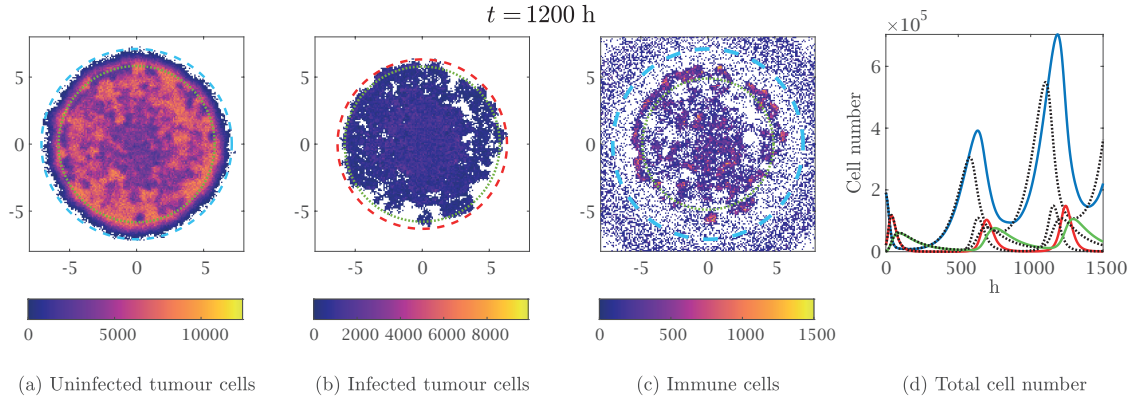 t = 1200 h
5
0
-5
-5 0 5
0 5000 10000
(a) Uninfected tumour cells
5
0
-5
-5 0 5
0 2000 4000 6000 8000
(b) Infected tumour cells
5
0
-5
-5 0 5
0 500 1000 1500
(c) Immune cells
×10⁵
6
4
2
0
Cell number
0 500 1000 1500
h
(d) Total cell number